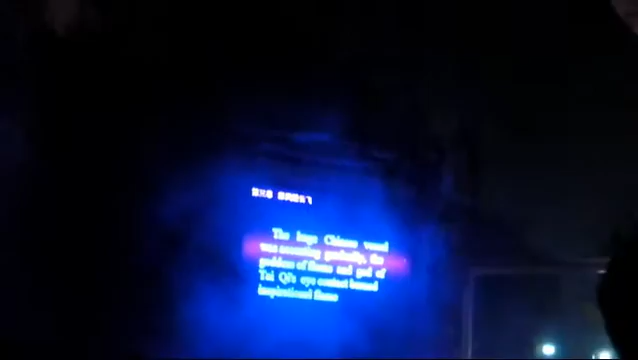 The huge Chinese vessel
was ascending gradually, the
goddess of flame and god of
Tai Qi's eye contact burned
inspirational flame